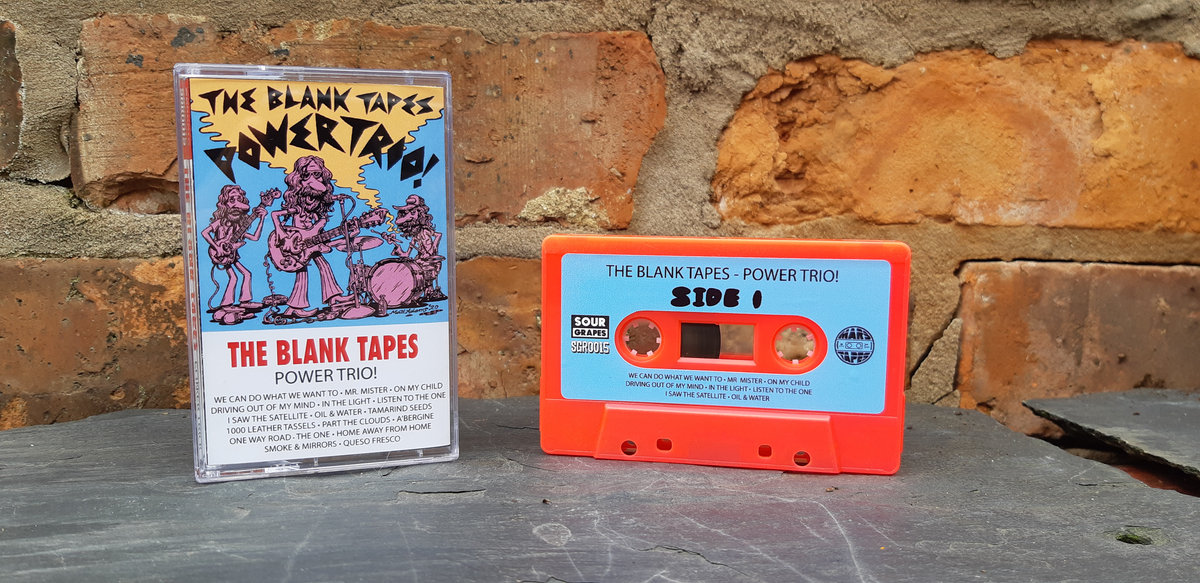 THE BLANK TAPES
POWER TRIO!
THE BLANK TAPES
POWER TRIO!
WE CAN DO WHAT WE WANT TO • MR. MISTER • ON MY CHILD
DRIVING OUT OF MY MIND • IN THE LIGHT • LISTEN TO THE ONE
I SAW THE SATELLITE • OIL & WATER • TAMARIND SEEDS
1000 LEATHER TASSELS • PART THE CLOUDS • A'BERGINE
ONE WAY ROAD - THE ONE • HOME AWAY FROM HOME
SMOKE & MIRRORS • QUESO FRESCO
THE BLANK TAPES - POWER TRIO!
SIDE 1
SOUR
GRAPES
SGR0015
MARS
TAPES
WE CAN DO WHAT WE WANT TO • MR MISTER • ON MY CHILD
DRIVING OUT OF MY MIND • IN THE LIGHT • LISTEN TO THE ONE
I SAW THE SATELLITE • OIL & WATER